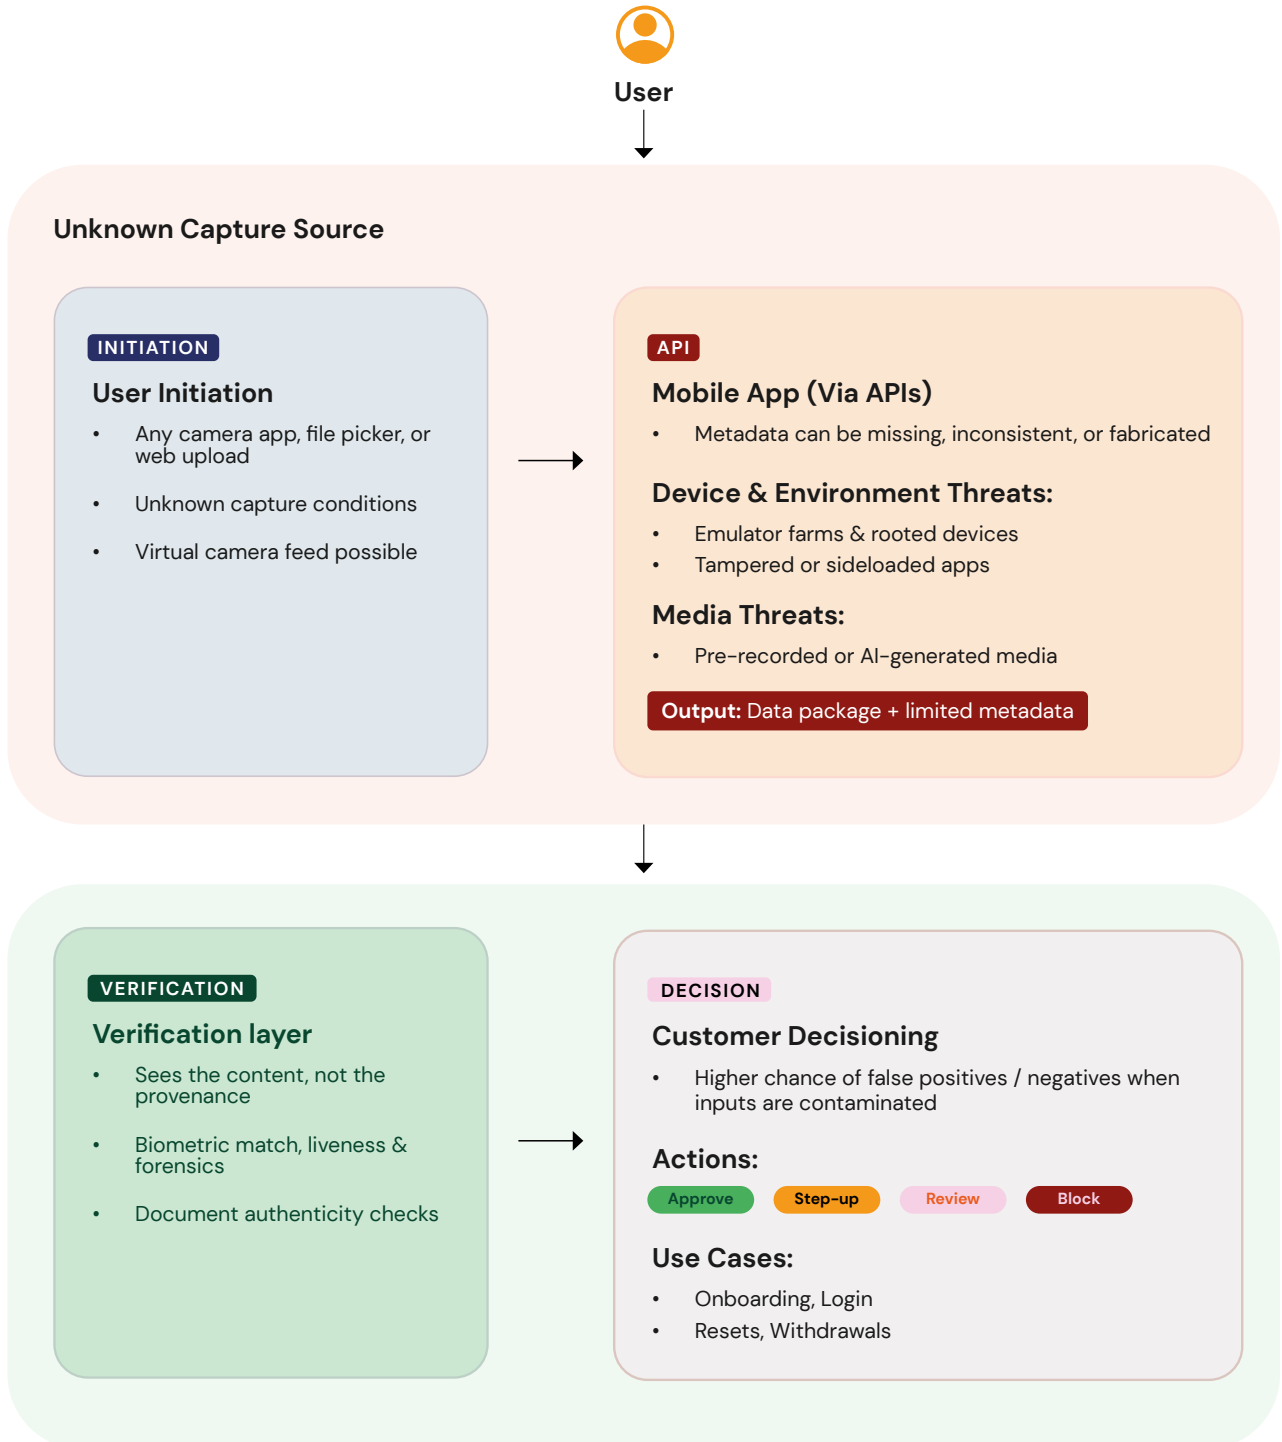 User
Unknown Capture Source
INITIATION
User Initiation
• Any camera app, file picker, or
web upload
• Unknown capture conditions
• Virtual camera feed possible
API
Mobile App (Via APIs)
• Metadata can be missing, inconsistent, or fabricated
Device & Environment Threats:
• Emulator farms & rooted devices
• Tampered or sideloaded apps
Media Threats:
• Pre-recorded or AI-generated media
Output: Data package + limited metadata
VERIFICATION
Verification layer
• Sees the content, not the
provenance
• Biometric match, liveness &
forensics
• Document authenticity checks
DECISION
Customer Decisioning
• Higher chance of false positives / negatives when
inputs are contaminated
Actions:
Approve Step-up Review Block
Use Cases:
• Onboarding, Login
• Resets, Withdrawals